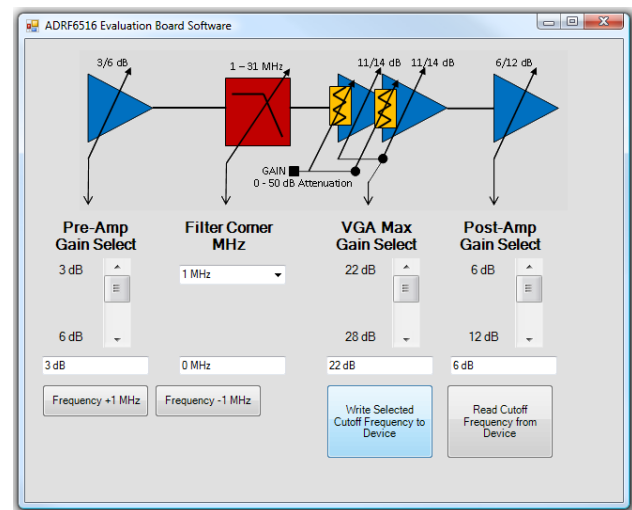 ADRF6516 Evaluation Board Software
3/6 dB
1 – 31 MHz
11/14 dB
11/14 dB
6/12 dB
GAIN
0 - 50 dB Attenuation
Pre-Amp
Gain Select
Filter Corner
MHz
VGA Max
Gain Select
Post-Amp
Gain Select
3 dB
1 MHz
22 dB
6 dB
6 dB
28 dB
12 dB
3 dB
0 MHz
22 dB
6 dB
Frequency +1 MHz
Frequency -1 MHz
Write Selected
Cutoff Frequency to
Device
Read Cutoff
Frequency from
Device